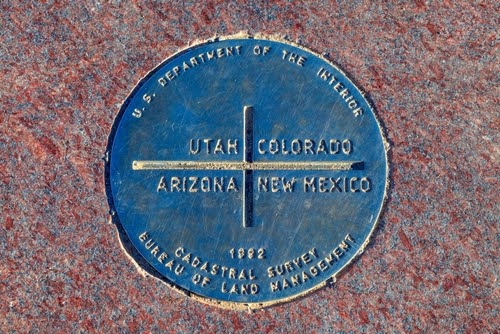 U.S. DEPARTMENT OF THE INTERIOR
UTAH COLORADO
ARIZONA NEW MEXICO
1992
CADASTRAL SURVEY
BUREAU OF LAND MANAGEMENT